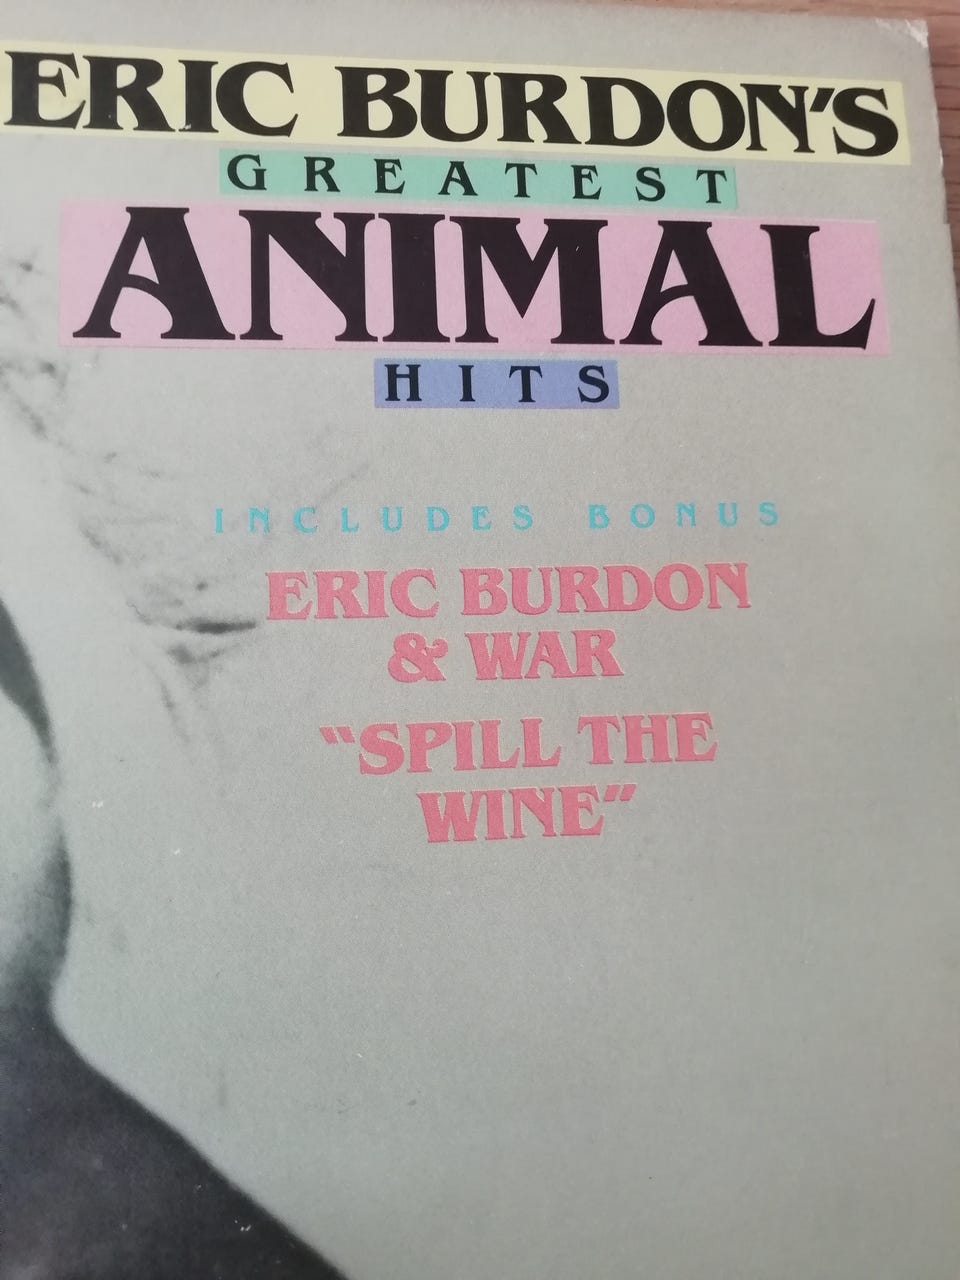 ERIC BURDON'S
GREATEST
ANIMAL
HITS
INCLUDES BONUS
ERIC BURDON
& WAR
"SPILL THE
WINE"